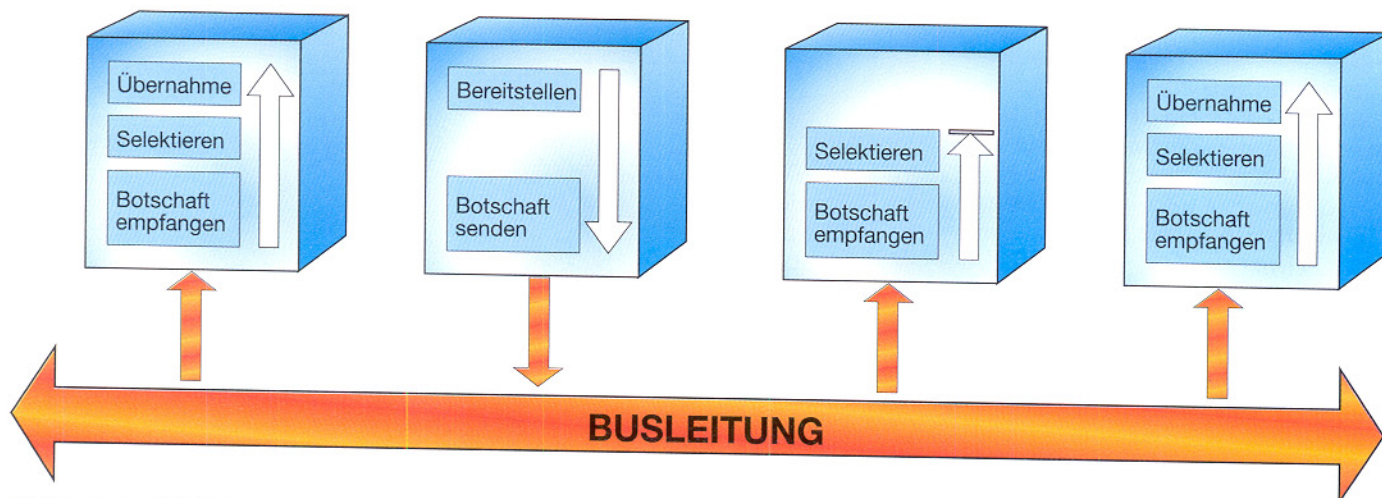 Übernahme
Selektieren
Botschaft
empfangen
Bereitstellen
Botschaft
senden
Selektieren
Botschaft
empfangen
Übernahme
Selektieren
Botschaft
empfangen
BUSLEITUNG